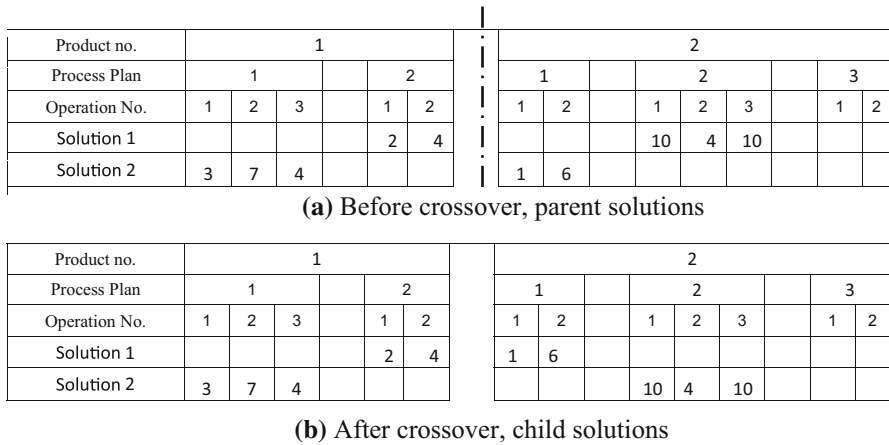 Product no. 1 2
Process Plan 1 2 1 2 3
Operation No. 1 2 3 1 2 1 2 1 2 3 1 2
Solution 1 2 4 10 4 10
Solution 2 3 7 4 1 6
(a) Before crossover, parent solutions
Product no. 1 2
Process Plan 1 2 1 2 3
Operation No. 1 2 3 1 2 1 2 1 2 3 1 2
Solution 1 2 4 1 6
Solution 2 3 7 4 10 4 10
(b) After crossover, child solutions